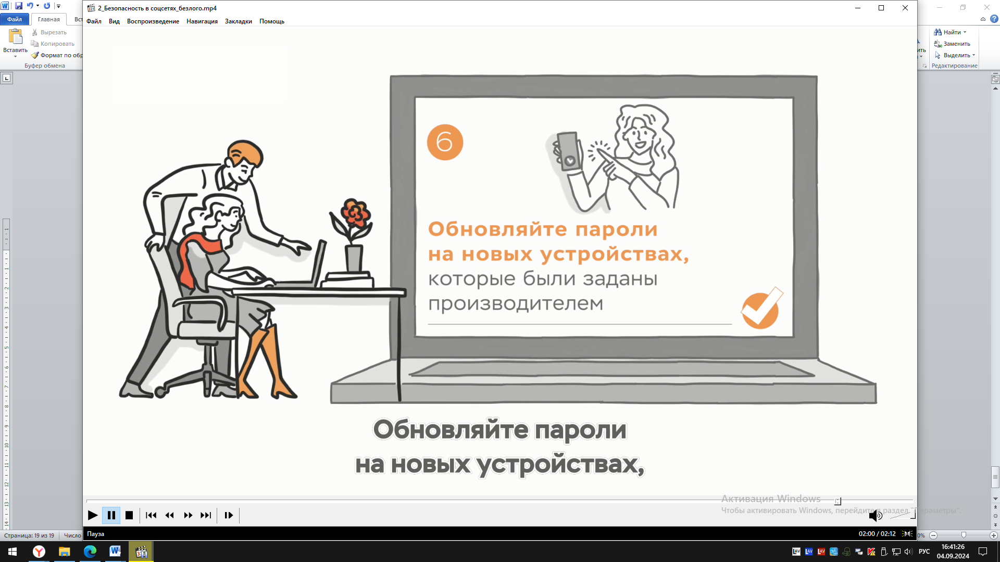 2_Безопасность в соцсетях_безлого.mp4
Файл Главная
Файл Вид Воспроизведение Навигация Закладки Помощь
Вставить
Вырезать
Копировать
Формат по обр
Буфер обмена
Найти
Заменить
Выделить
Редактирование
6
Обновляйте пароли
на новых устройствах,
которые были заданы
производителем
Обновляйте пароли
на новых устройствах,
Активация Windows
Чтобы активировать Windows, перейдите в раздел "Параметры".
Пауза
02:00 / 02:12
Страница: 19 из 19 Число
РУС
16:41:26
04.09.2024